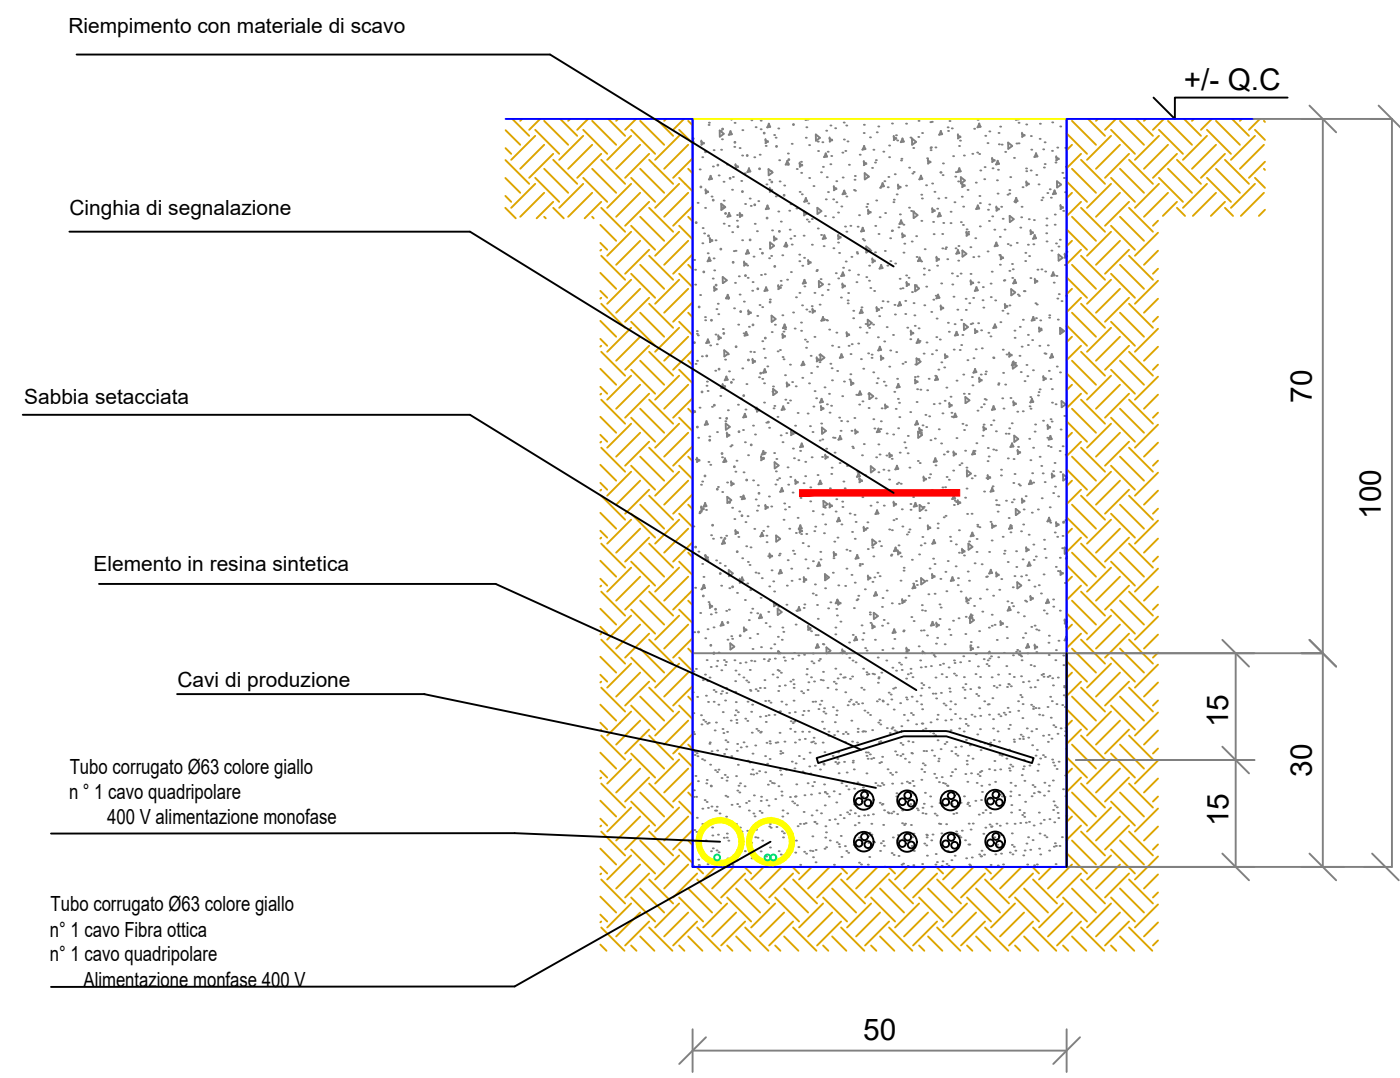 Riempimento con materiale di scavo
+/- Q.C
Cinghia di segnalazione
Sabbia setacciata
70
100
Elemento in resina sintetica
Cavi di produzione
15
30
15
Tubo corrugato Ø63 colore giallo
n ° 1 cavo quadripolare
400 V alimentazione monofase
Tubo corrugato Ø63 colore giallo
n° 1 cavo Fibra ottica
n° 1 cavo quadripolare
Alimentazione monfase 400 V
50